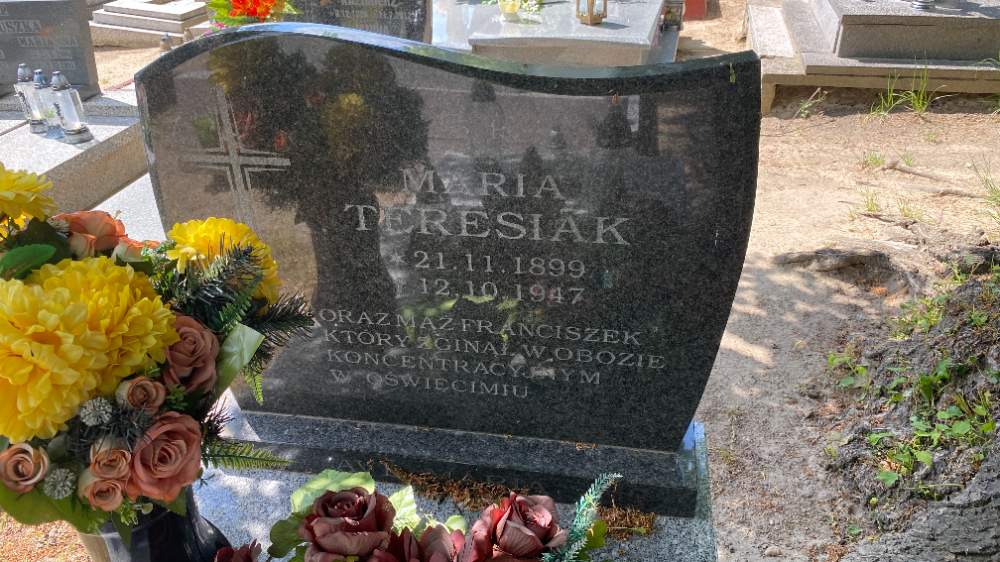 MARIA
TERESIAK
* 21.11.1899
† 12.10.1947
ORAZ MĄŻ FRANCISZEK
KTÓRY ZGINĄŁ W OBOZIE
KONCENTRACYJNYM
W OŚWIĘCIMIU